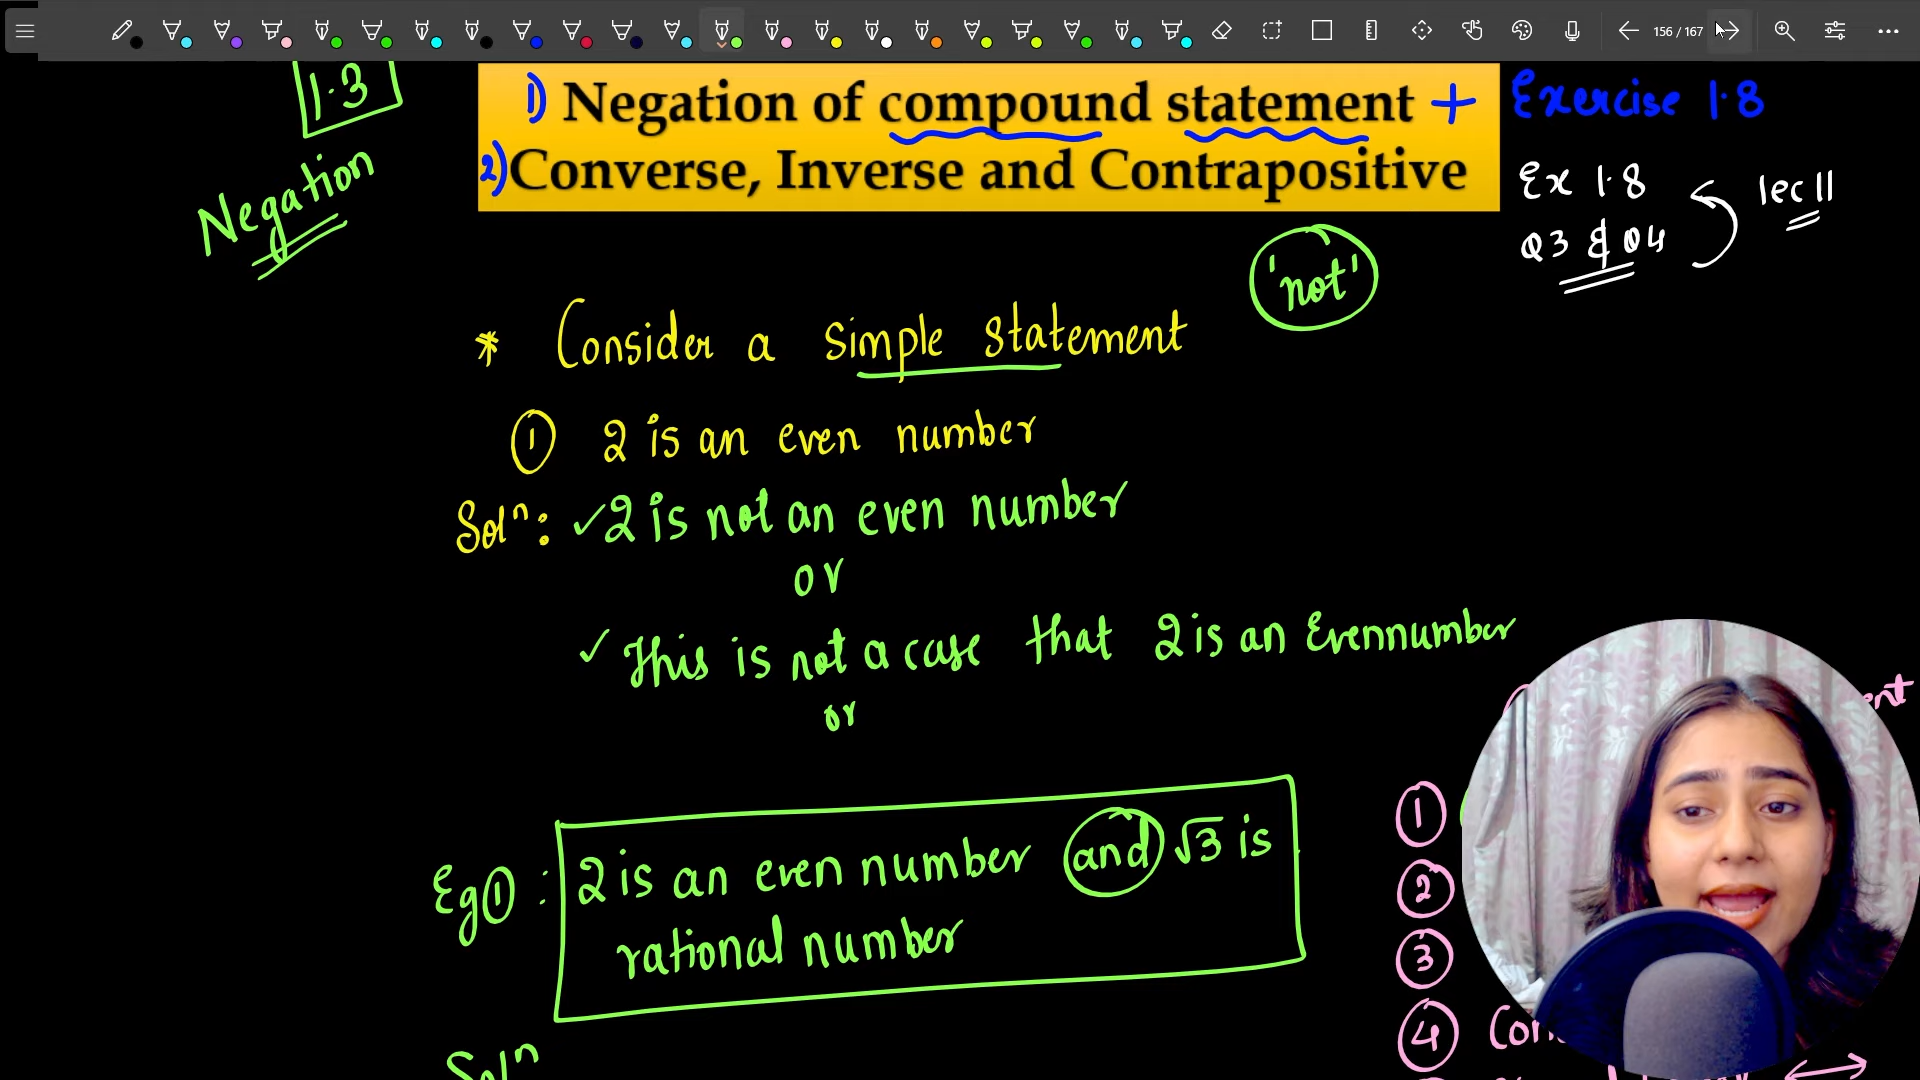 156 / 167
1.3
Negation
1) Negation of compound statement +
2) Converse, Inverse and Contrapositive
Exercise 1.8
Ex 1.8
Q3 & Q4
lec 11
'not'
* Consider a simple statement
① 2 is an even number
Solⁿ: ✓2 is not an even number
or
✓ This is not a case that 2 is an Evennumber
or
Eg① : 2 is an even number and √3 is
rational number
Solⁿ
①
②
③
④